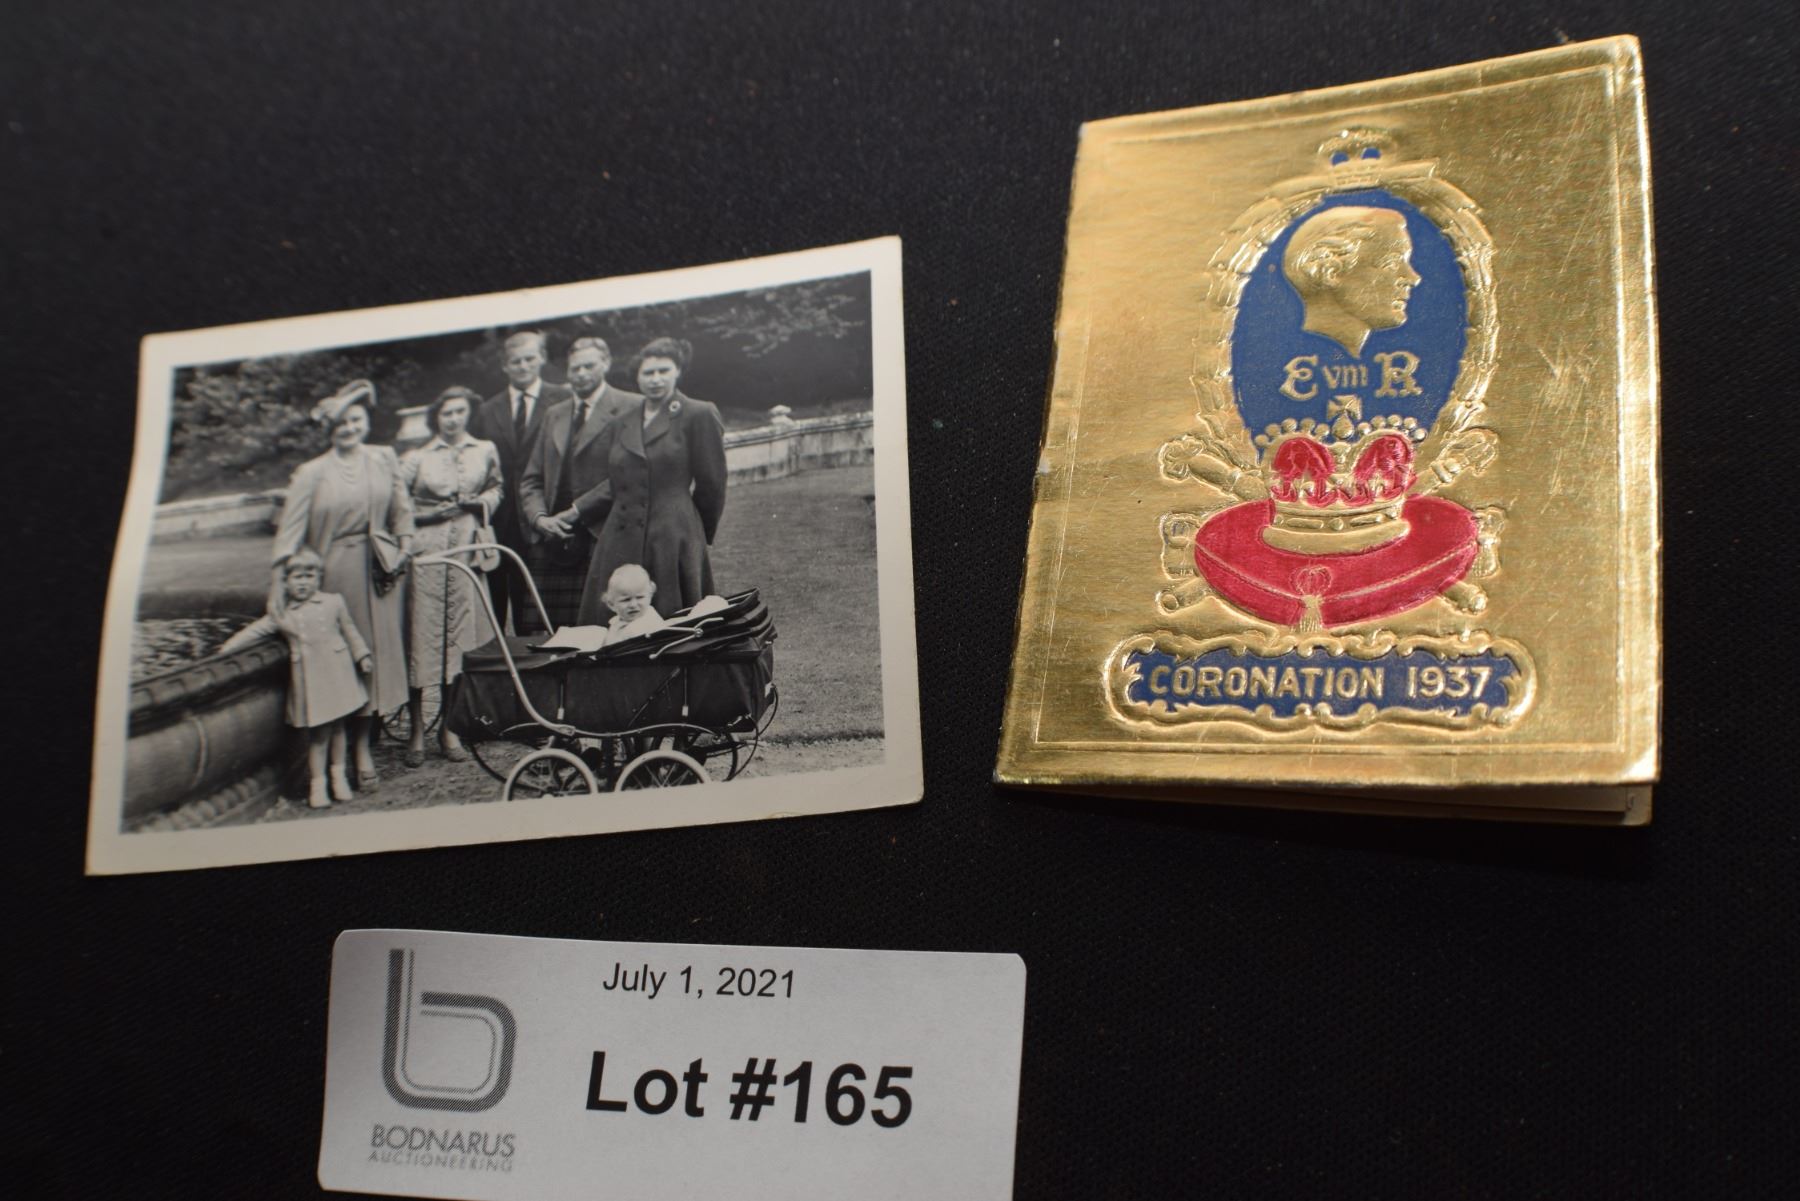 E VIII R
CORONATION 1937
July 1, 2021
Lot #165
BODNARUS
AUCTIONEERING